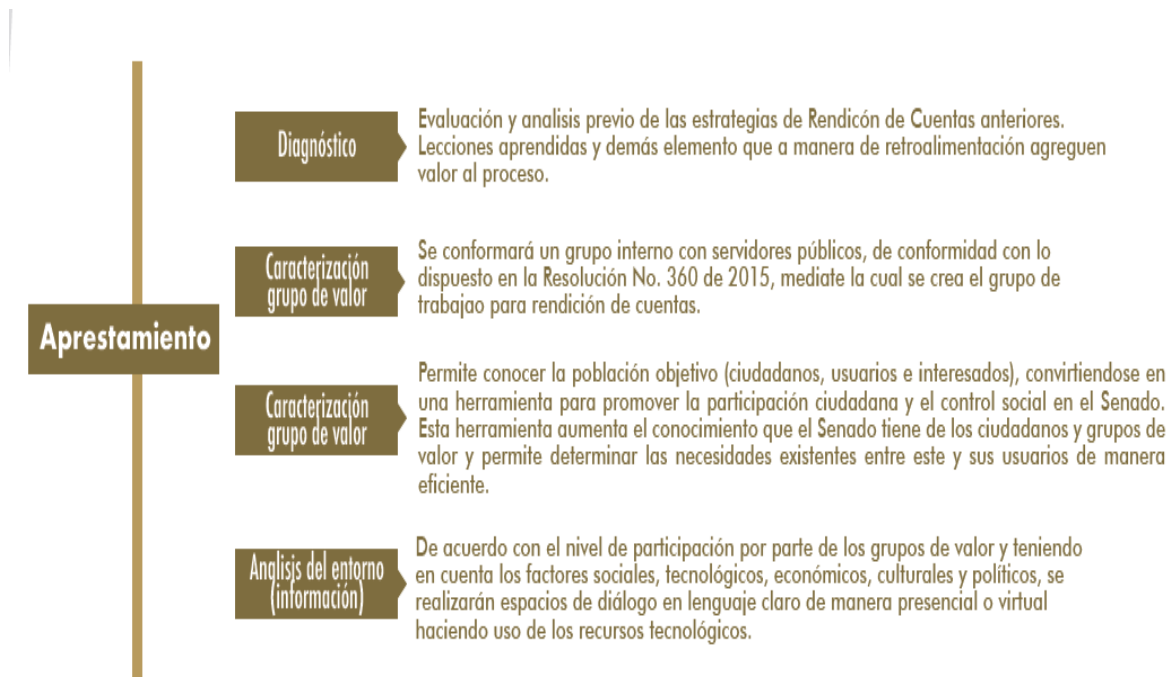 Diagnóstico
Evaluación y analisis previo de las estrategias de Rendicón de Cuentas anteriores.
Lecciones aprendidas y demás elemento que a manera de retroalimentación agreguen
valor al proceso.
Caracterización
grupo de valor
Se conformará un grupo interno con servidores públicos, de conformidad con lo
dispuesto en la Resolución No. 360 de 2015, mediate la cual se crea el grupo de
trabajao para rendición de cuentas.
Aprestamiento
Caracterización
grupo de valor
Permite conocer la población objetivo (ciudadanos, usuarios e interesados), convirtiendose en
una herramienta para promover la participación ciudadana y el control social en el Senado.
Esta herramienta aumenta el conocimiento que el Senado tiene de los ciudadanos y grupos de
valor y permite determinar las necesidades existentes entre este y sus usuarios de manera
eficiente.
Analisis del entorno
(información)
De acuerdo con el nivel de participación por parte de los grupos de valor y teniendo
en cuenta los factores sociales, tecnológicos, económicos, culturales y políticos, se
realizarán espacios de diálogo en lenguaje claro de manera presencial o virtual
haciendo uso de los recursos tecnológicos.